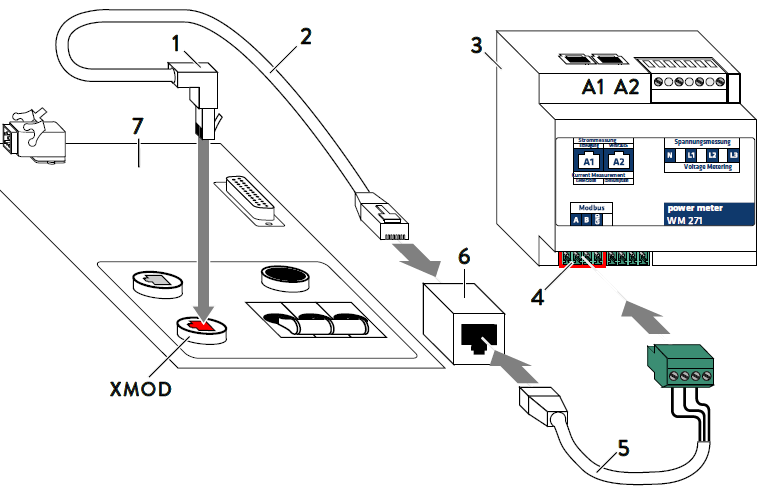 1
2
3
A1 A2
7
Strommessung
Spannungsmessung
A1 A2
N L1 L2 L3
Current Measurement
Voltage Metering
Modbus
A B GND
power meter
WM 271
6
4
XMOD
5